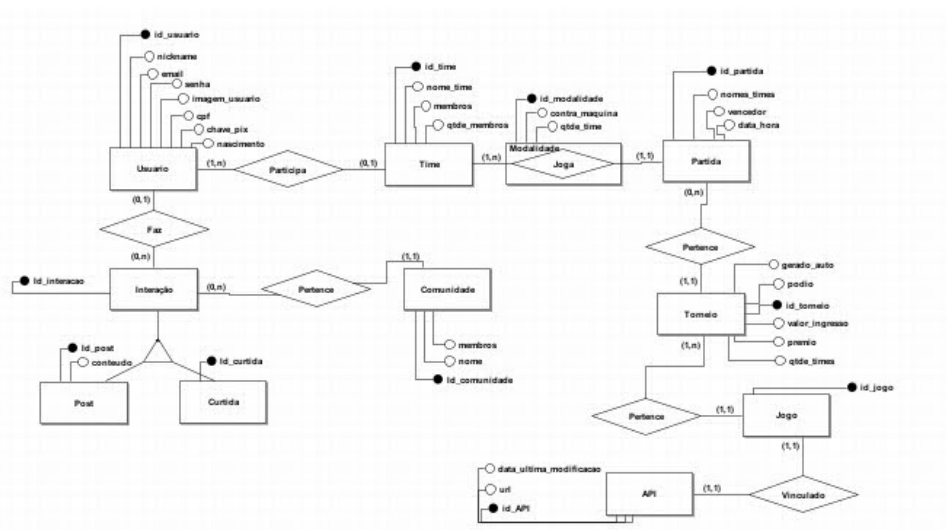 id_usuario
nickname
email
senha
imagem_usuario
cpf
chave_pix
nascimento
Usuario
(1,n)
Participa
(0,1)
id_time
nome_time
membros
qtde_membros
Time
(1,n)
id_modalidade
contra_maquina
qtde_time
Modalidade
Joga
(1,1)
id_partida
nomes_times
vencedor
data_hora
Partida
(0,n)
(0,1)
Faz
(0,n)
Id_interacao
Interação
(0,n)
Pertence
(1,1)
Comunidade
membros
nome
Id_comunidade
Id_post
conteudo
Post
Id_curtida
Curtida
Pertence
(1,1)
Torneio
gerado_auto
podio
id_torneio
valor_ingresso
premio
qtde_times
(1,n)
Pertence
(1,1)
id_jogo
Jogo
(1,1)
Vinculado
(1,1)
API
data_ultima_modificacao
url
id_API